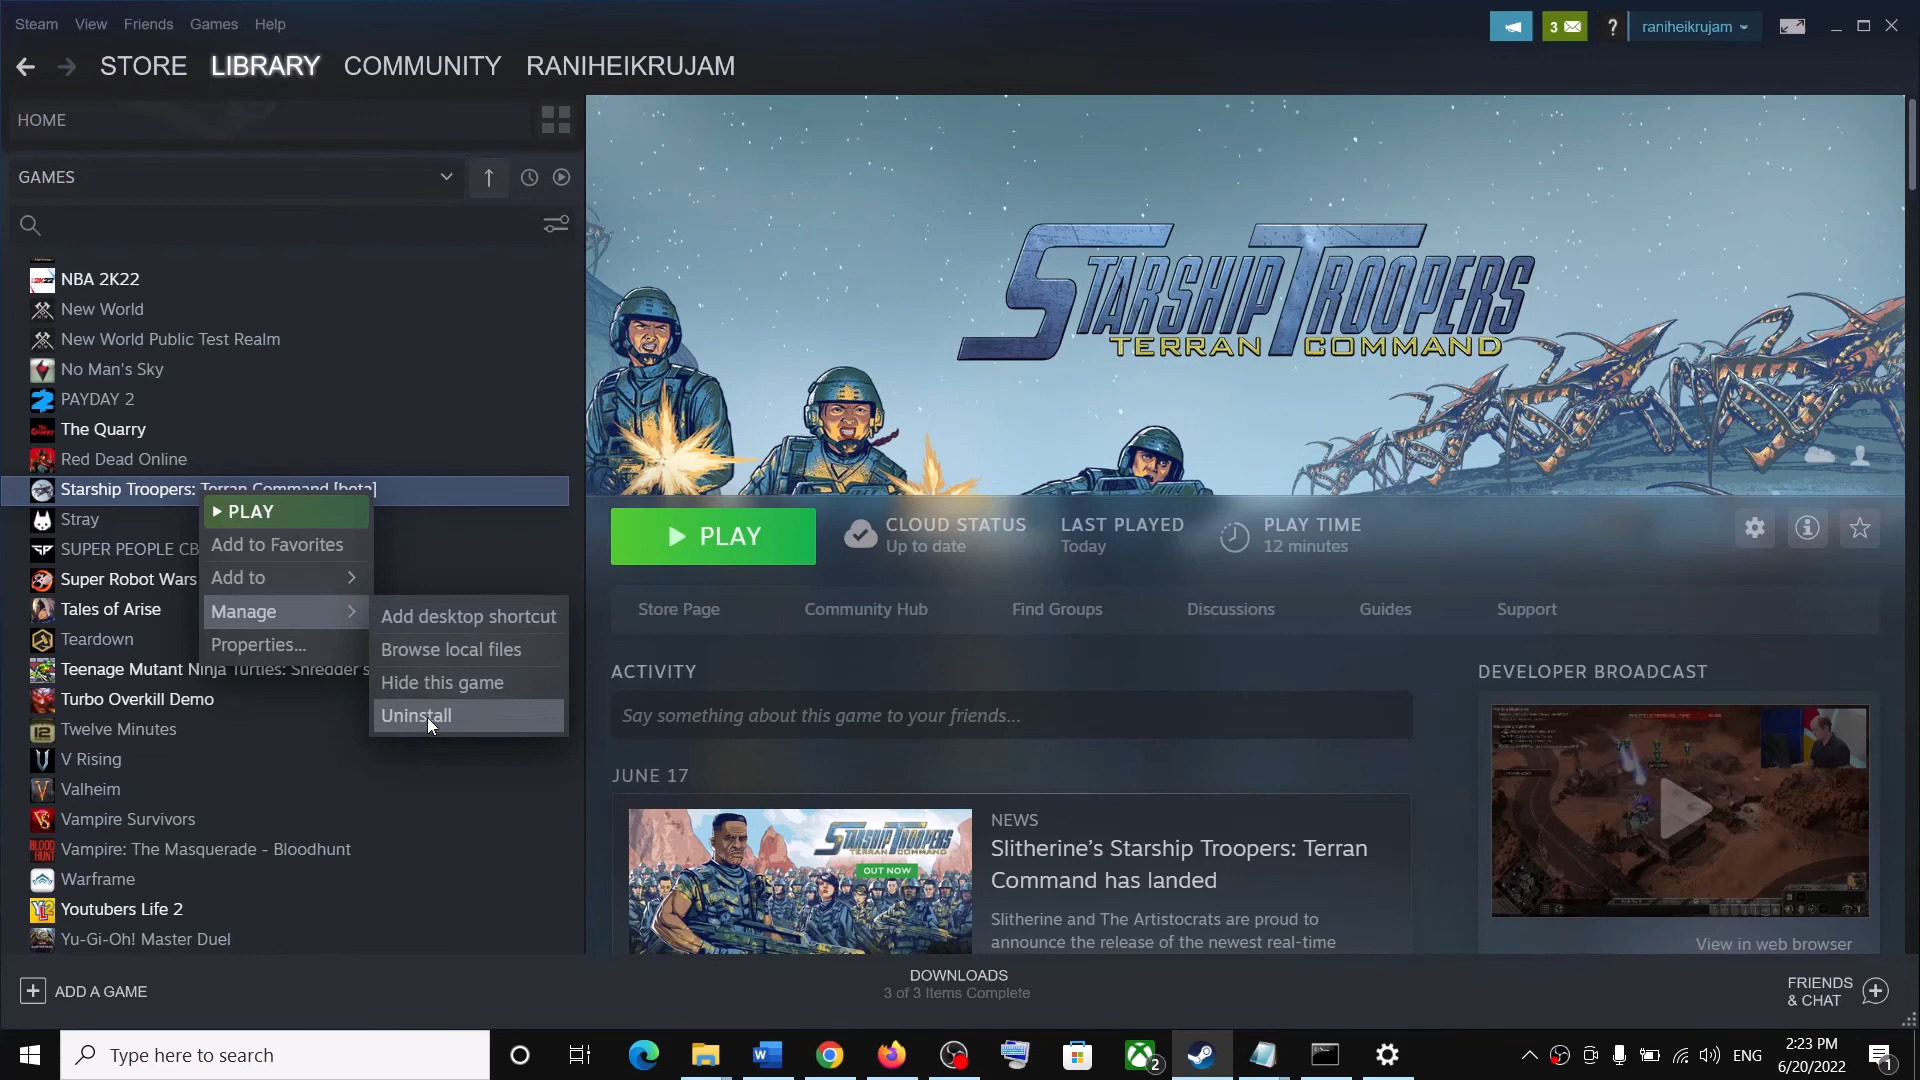 Steam View Friends Games Help
3
?
raniheikrujam
STORE LIBRARY COMMUNITY RANIHEIKRUJAM
HOME
GAMES
NBA 2K22
New World
New World Public Test Realm
No Man's Sky
PAYDAY 2
The Quarry
Red Dead Online
Starship Troopers: Terran Command [beta]
Stray
SUPER PEOPLE CB
Super Robot Wars
Tales of Arise
Teardown
Teenage Mutant Ninja Turtles: Shredder's
Turbo Overkill Demo
Twelve Minutes
V Rising
Valheim
Vampire Survivors
Vampire: The Masquerade - Bloodhunt
Warframe
Youtubers Life 2
Yu-Gi-Oh! Master Duel
PLAY
Add to Favorites
Add to
Manage
Properties...
Add desktop shortcut
Browse local files
Hide this game
Uninstall
STARSHIP TROOPERS
TERRAN COMMAND
PLAY
CLOUD STATUS
Up to date
LAST PLAYED
Today
PLAY TIME
12 minutes
Store Page Community Hub Find Groups Discussions Guides Support
ACTIVITY
Say something about this game to your friends...
JUNE 17
STARSHIP TROOPERS
OUT NOW
NEWS
Slitherine's Starship Troopers: Terran
Command has landed
Slitherine and The Artistocrats are proud to
announce the release of the newest real-time
DEVELOPER BROADCAST
View in web browser
ADD A GAME
DOWNLOADS
3 of 3 Items Complete
FRIENDS
& CHAT
Type here to search
2
ENG
2:23 PM
6/20/2022
1